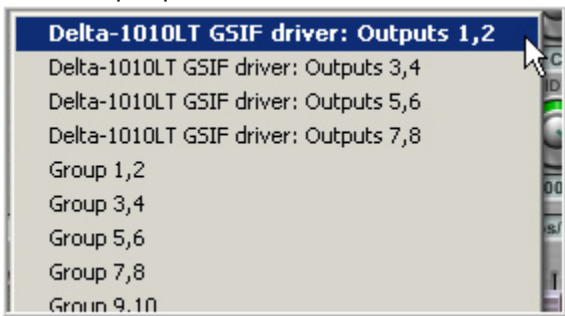 Delta-1010LT GSIF driver: Outputs 1,2
Delta-1010LT GSIF driver: Outputs 3,4
Delta-1010LT GSIF driver: Outputs 5,6
Delta-1010LT GSIF driver: Outputs 7,8
Group 1,2
Group 3,4
Group 5,6
Group 7,8
Group 9,10